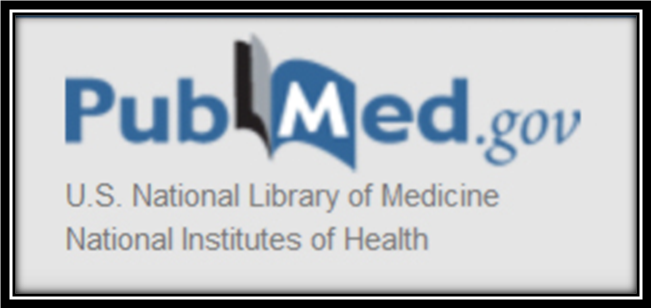 PubMed.gov
U.S. National Library of Medicine
National Institutes of Health